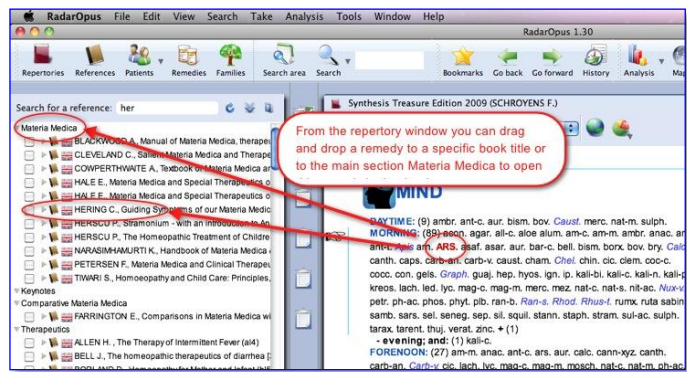 RadarOpus File Edit View Search Take Analysis Tools Window Help
RadarOpus 1.30
Repertories References Patients Remedies Families Search area Search Bookmarks Go back Go forward History Analysis
Search for a reference: her
Synthesis Treasure Edition 2009 (SCHROYENS F.)
From the repertory window you can drag
and drop a remedy to a specific book title or
to the main section Materia Medica to open
Materia Medica
BLACKWOOD A., Manual of Materia Medica, therapeu
CLEVELAND C., Salient Materia Medica and Therape
COWPERTHWAITE A., Textbook of Materia Medica an
HALE E., Materia Medica and Special Therapeutics o
HALE E., Materia Medica and Special Therapeutics o
HERING C., Guiding Symptoms of our Materia Medic
HERSCU P., Stramonium - with an introduction to An
HERSCU P., The Homeopathic Treatment of Childre
NARASIMHAMURTI K., Handbook of Materia Medica &
PETERSEN F., Materia Medica and Clinical Therapeu
TIWARI S., Homoeopathy and Child Care: Principles,
Keynotes
Comparative Materia Medica
FARRINGTON E., Comparisons in Materia Medica wi
Therapeutics
ALLEN H. , The Therapy of Intermittent Fever (al4)
BELL J., The homeopathic therapeutics of diarrhea [
MIND
DAYTIME: (9) ambr. ant-c. aur. bism. bov. Caust. merc. nat-m. sulph.
MORNING: (89) acon. agar. all-c. aloe alum. am-c. am-m. ambr. anac. ar
ant-t. Apis arn. ARS. asaf. asar. aur. bar-c. bell. bism. borx. bov. bry. Calc
canth. caps. carb-an. carb-v. caust. cham. Chel. chin. cic. clem. coc-c.
cocc. con. gels. Graph. guaj. hep. hyos. ign. ip. kali-bi. kali-c. kali-n. kali-p
kreos. lach. led. lyc. mag-c. mag-m. merc. mez. nat-c. nat-s. nit-ac. Nux-v
petr. ph-ac. phos. phyt. plb. ran-b. Ran-s. Rhod. Rhus-t. rumx. ruta sabin
samb. sars. sel. seneg. sep. sil. squil. stann. staph. stram. sul-ac. sulph.
tarax. tarent. thuj. verat. zinc. + (1)
- evening; and: (1) kali-c.
FORENOON: (27) am-m. anac. ant-c. ars. aur. calc. cann-xyz. canth.
carb-an. Carb-v. cic. lach. lyc. mag-c. mag-m. mosch. nat-c. nat-m. ph-ac.